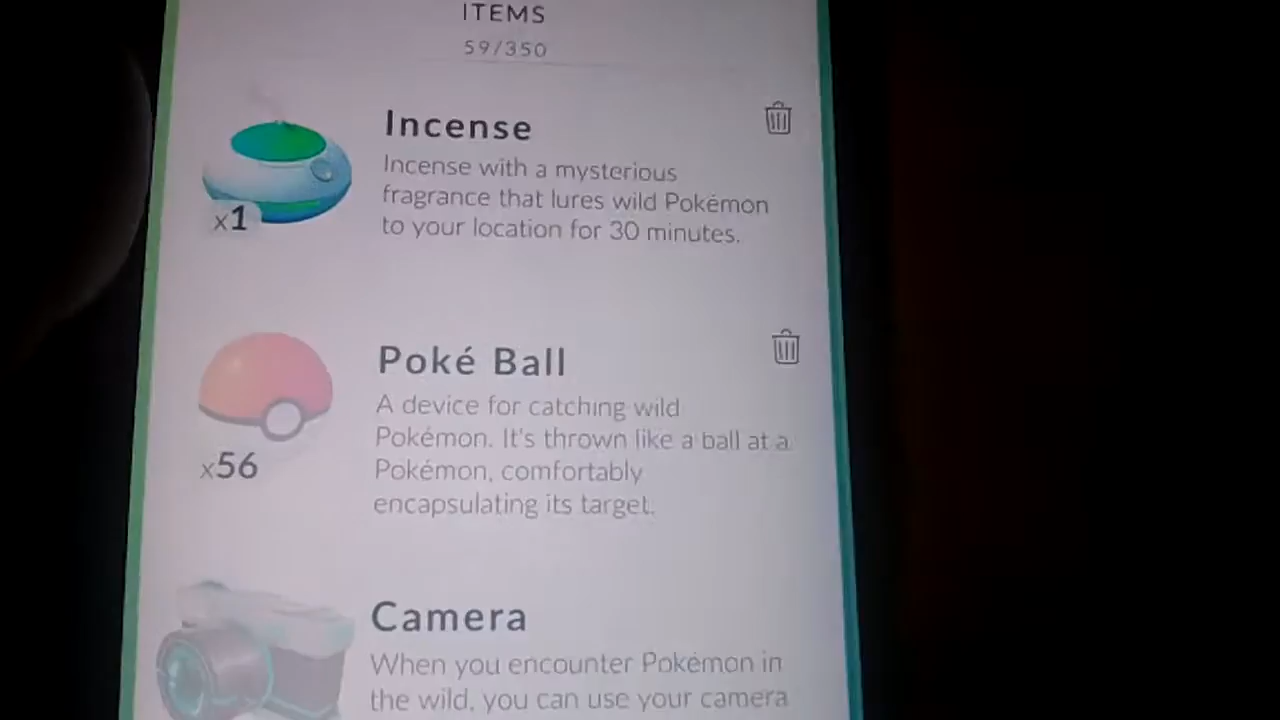 ITEMS
59/350
Incense
Incense with a mysterious
fragrance that lures wild Pokémon
to your location for 30 minutes.
x1
Poké Ball
A device for catching wild
Pokémon. It's thrown like a ball at a
Pokémon, comfortably
encapsulating its target.
x56
Camera
When you encounter Pokémon in
the wild, you can use your camera